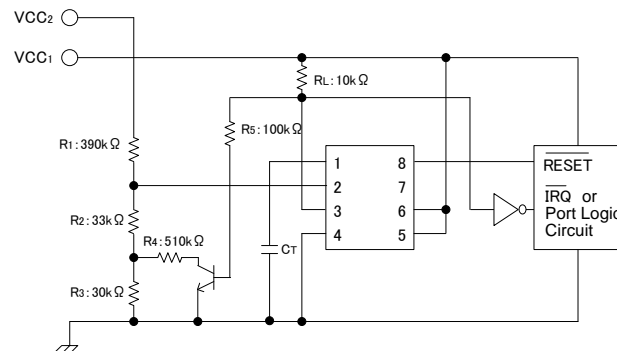 VCC2
VCC1
RL:10kΩ
R5:100kΩ
R1:390kΩ
1 8
RESET
2 7
IRQ or
Port Logic
Circuit
R2:33kΩ
3 6
R4:510kΩ
4 5
CT
R3:30kΩ